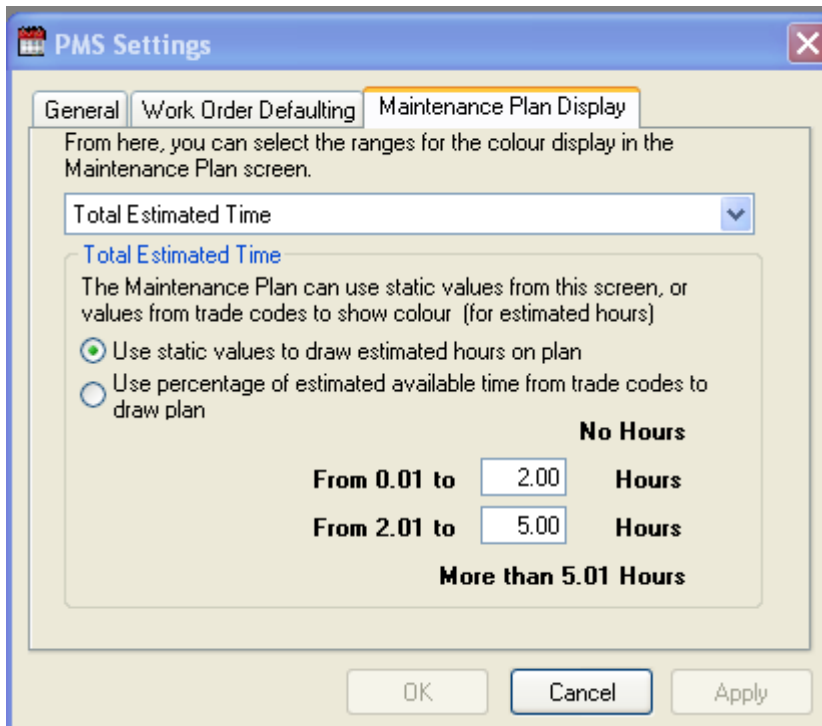 PMS Settings
General Work Order Defaulting Maintenance Plan Display
From here, you can select the ranges for the colour display in the
Maintenance Plan screen.
Total Estimated Time
Total Estimated Time
The Maintenance Plan can use static values from this screen, or
values from trade codes to show colour (for estimated hours)
Use static values to draw estimated hours on plan
Use percentage of estimated available time from trade codes to
draw plan
No Hours
From 0.01 to 2.00 Hours
From 2.01 to 5.00 Hours
More than 5.01 Hours
OK Cancel Apply